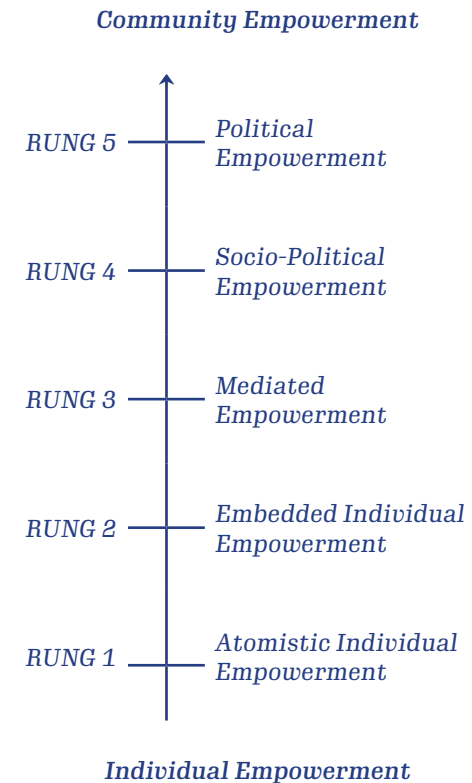 Community Empowerment
RUNG 5
Political
Empowerment
RUNG 4
Socio-Political
Empowerment
RUNG 3
Mediated
Empowerment
RUNG 2
Embedded Individual
Empowerment
RUNG 1
Atomistic Individual
Empowerment
Individual Empowerment